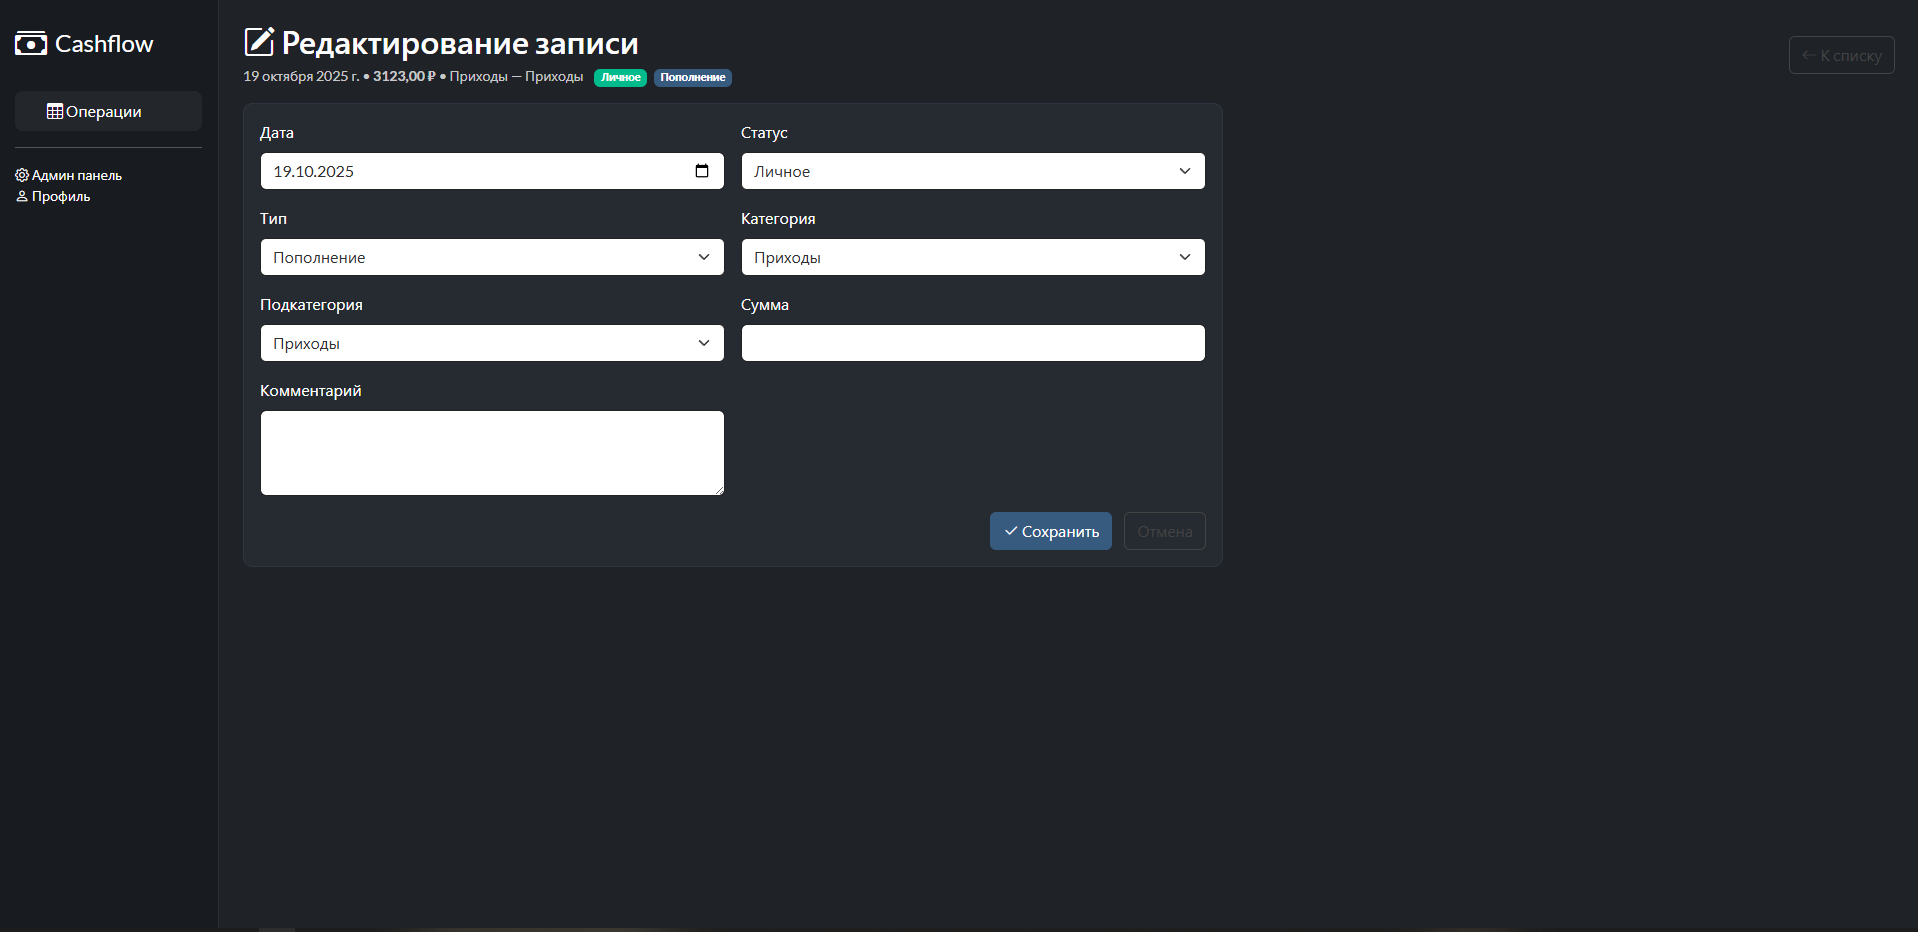 Cashflow
Операции
Админ панель
Профиль
Редактирование записи
19 октября 2025 г. • 3123,00 ₽ • Приходы — Приходы Личное Пополнение
← К списку
Дата
19.10.2025
Статус
Личное
Тип
Пополнение
Категория
Приходы
Подкатегория
Приходы
Сумма
Комментарий
Сохранить
Отмена